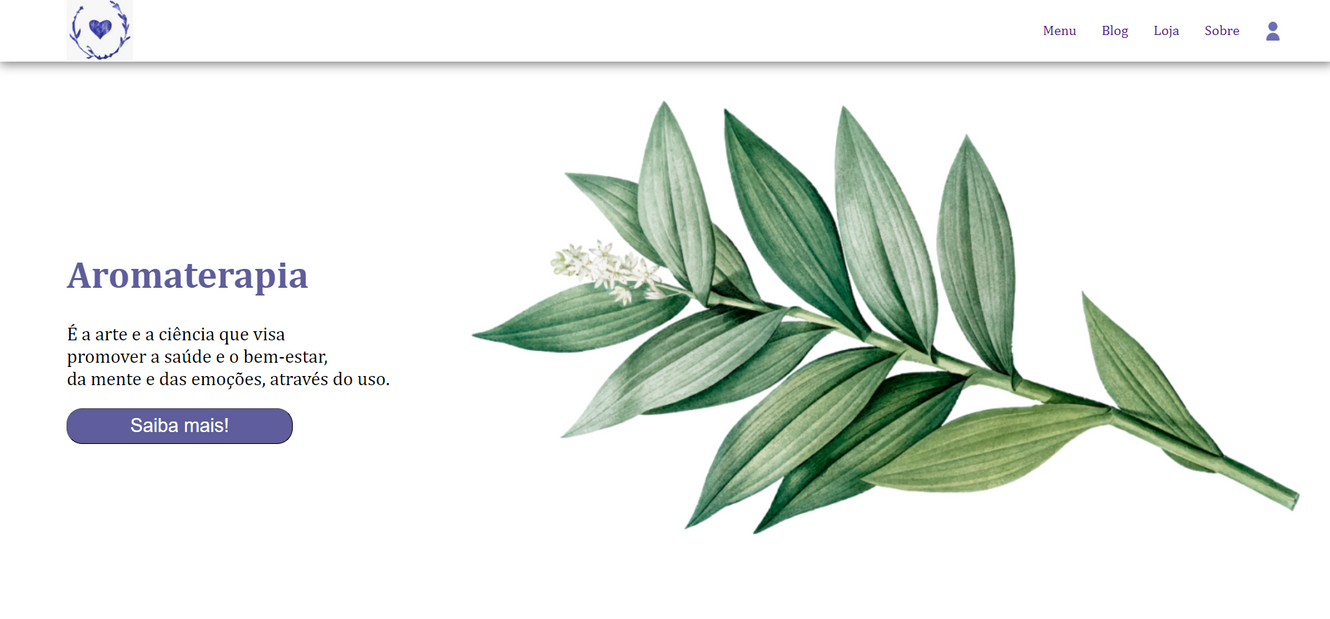 Menu Blog Loja Sobre
Aromaterapia
É a arte e a ciência que visa
promover a saúde e o bem-estar,
da mente e das emoções, através do uso.
Saiba mais!